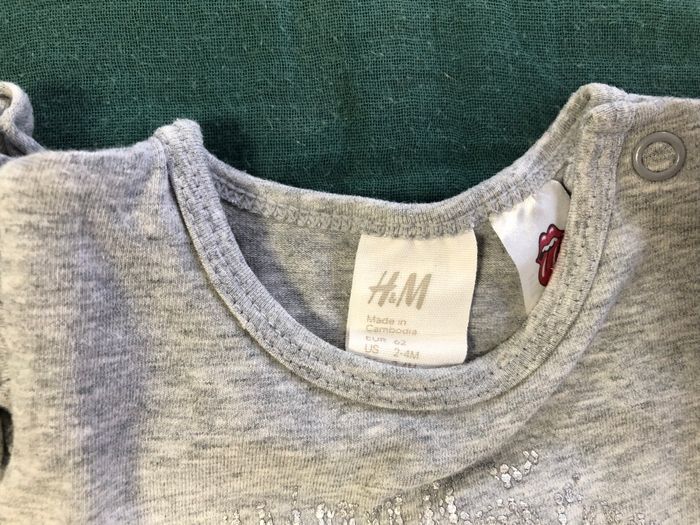 H&M
Made in
Cambodia
EUR 62
US 2-4M